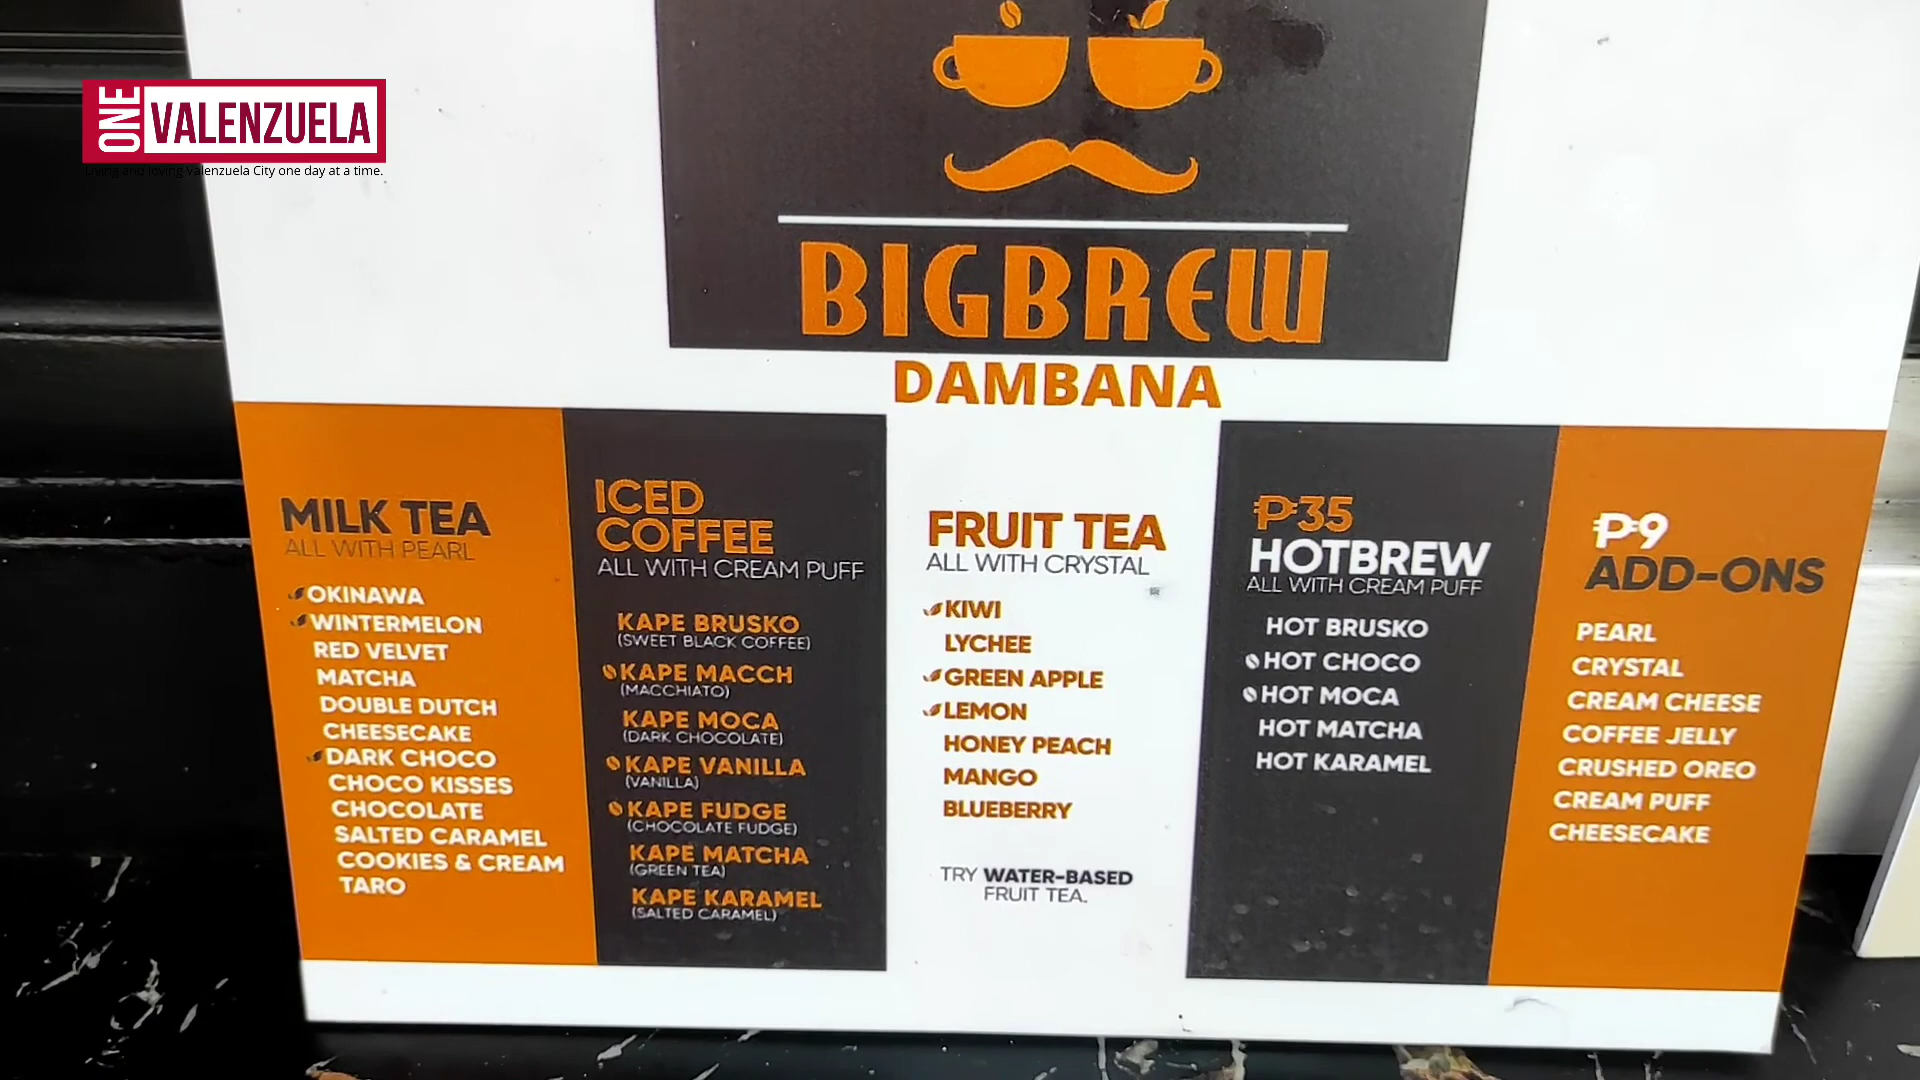 ONE VALENZUELA
Living and loving Valenzuela City one day at a time.
BIGBREW
DAMBANA
MILK TEA
ALL WITH PEARL
OKINAWA
WINTERMELON
RED VELVET
MATCHA
DOUBLE DUTCH
CHEESECAKE
DARK CHOCO
CHOCO KISSES
CHOCOLATE
SALTED CARAMEL
COOKIES & CREAM
TARO
ICED
COFFEE
ALL WITH CREAM PUFF
KAPE BRUSKO
(SWEET BLACK COFFEE)
KAPE MACCH
(MACCHIATO)
KAPE MOCA
(DARK CHOCOLATE)
KAPE VANILLA
(VANILLA)
KAPE FUDGE
(CHOCOLATE FUDGE)
KAPE MATCHA
(GREEN TEA)
KAPE KARAMEL
(SALTED CARAMEL)
FRUIT TEA
ALL WITH CRYSTAL
KIWI
LYCHEE
GREEN APPLE
LEMON
HONEY PEACH
MANGO
BLUEBERRY
TRY WATER-BASED
FRUIT TEA.
₱35
HOTBREW
ALL WITH CREAM PUFF
HOT BRUSKO
HOT CHOCO
HOT MOCA
HOT MATCHA
HOT KARAMEL
₱9
ADD-ONS
PEARL
CRYSTAL
CREAM CHEESE
COFFEE JELLY
CRUSHED OREO
CREAM PUFF
CHEESECAKE